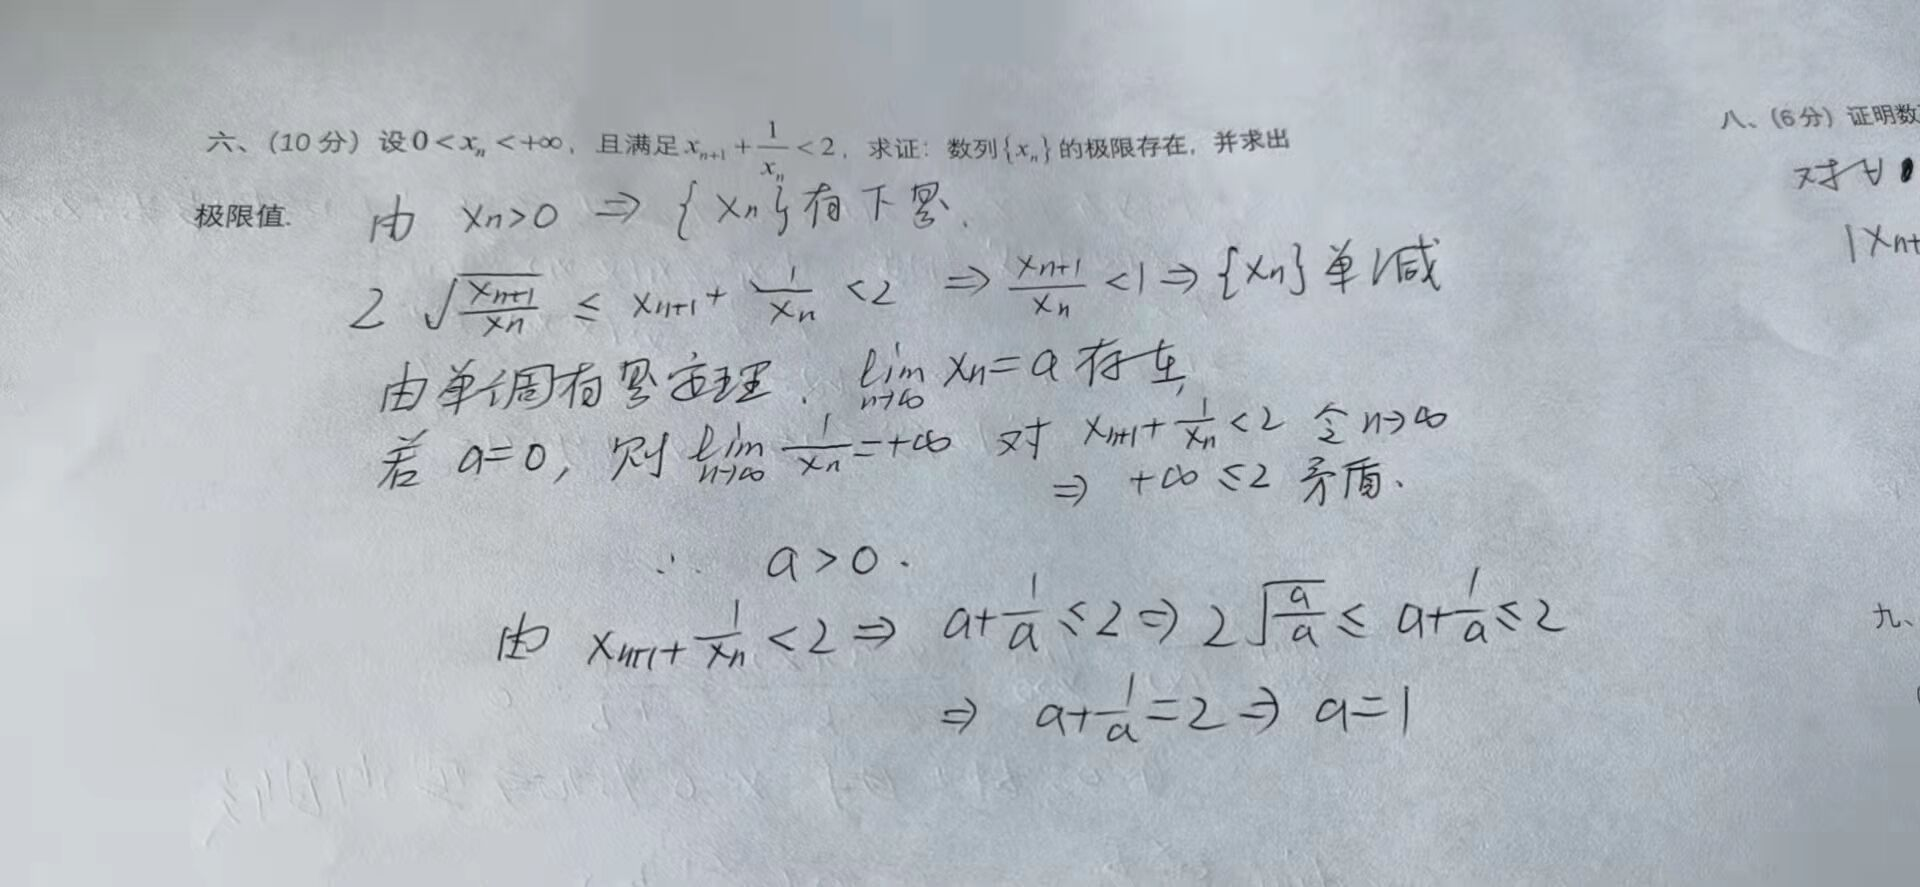 六、(10分) 设 0 < xₙ < +∞, 且满足 xₙ₊₁ + 1/xₙ < 2, 求证: 数列{xₙ}的极限存在, 并求出
极限值.
由 xₙ>0 ⇒ {xₙ}有下界.
2√(xₙ₊₁/xₙ) ≤ xₙ₊₁ + 1/xₙ <2 ⇒ xₙ₊₁/xₙ <1 ⇒ {xₙ}单减
由单调有界定理. lim n→∞ xₙ=a 存在,
若 a=0, 则 lim n→∞ 1/xₙ=+∞ 对 xₙ₊₁+1/xₙ<2 令 n→∞
⇒ +∞≤2 矛盾.
∴ a>0.
由 xₙ₊₁+1/xₙ<2 ⇒ a+1/a≤2 ⇒ 2√(a/a) ≤ a+1/a ≤2
⇒ a+1/a=2 ⇒ a=1
八、(6分) 证明数
对∀
|xₙ₊
九、